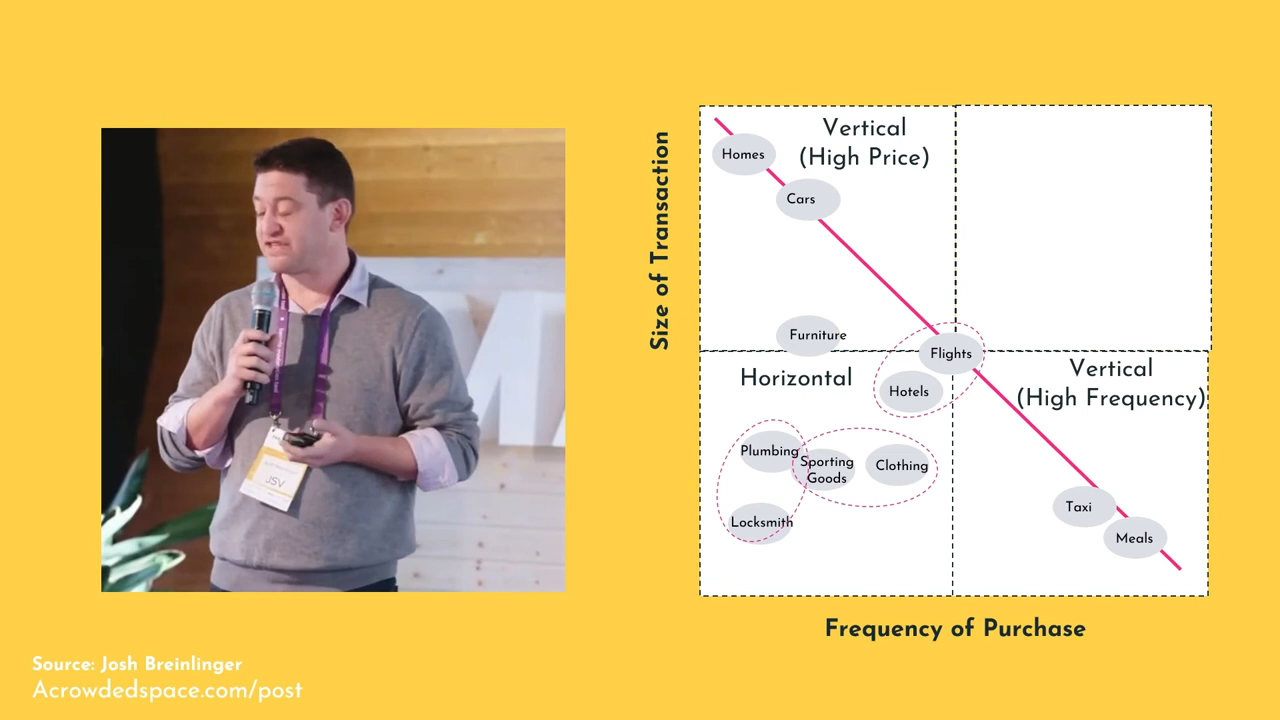 Size of Transaction
Vertical
(High Price)
Homes
Cars
Furniture
Flights
Horizontal
Hotels
Vertical
(High Frequency)
Plumbing
Sporting
Goods
Clothing
Locksmith
Taxi
Meals
Frequency of Purchase
JSV
Source: Josh Breinlinger
Acrowdedspace.com/post